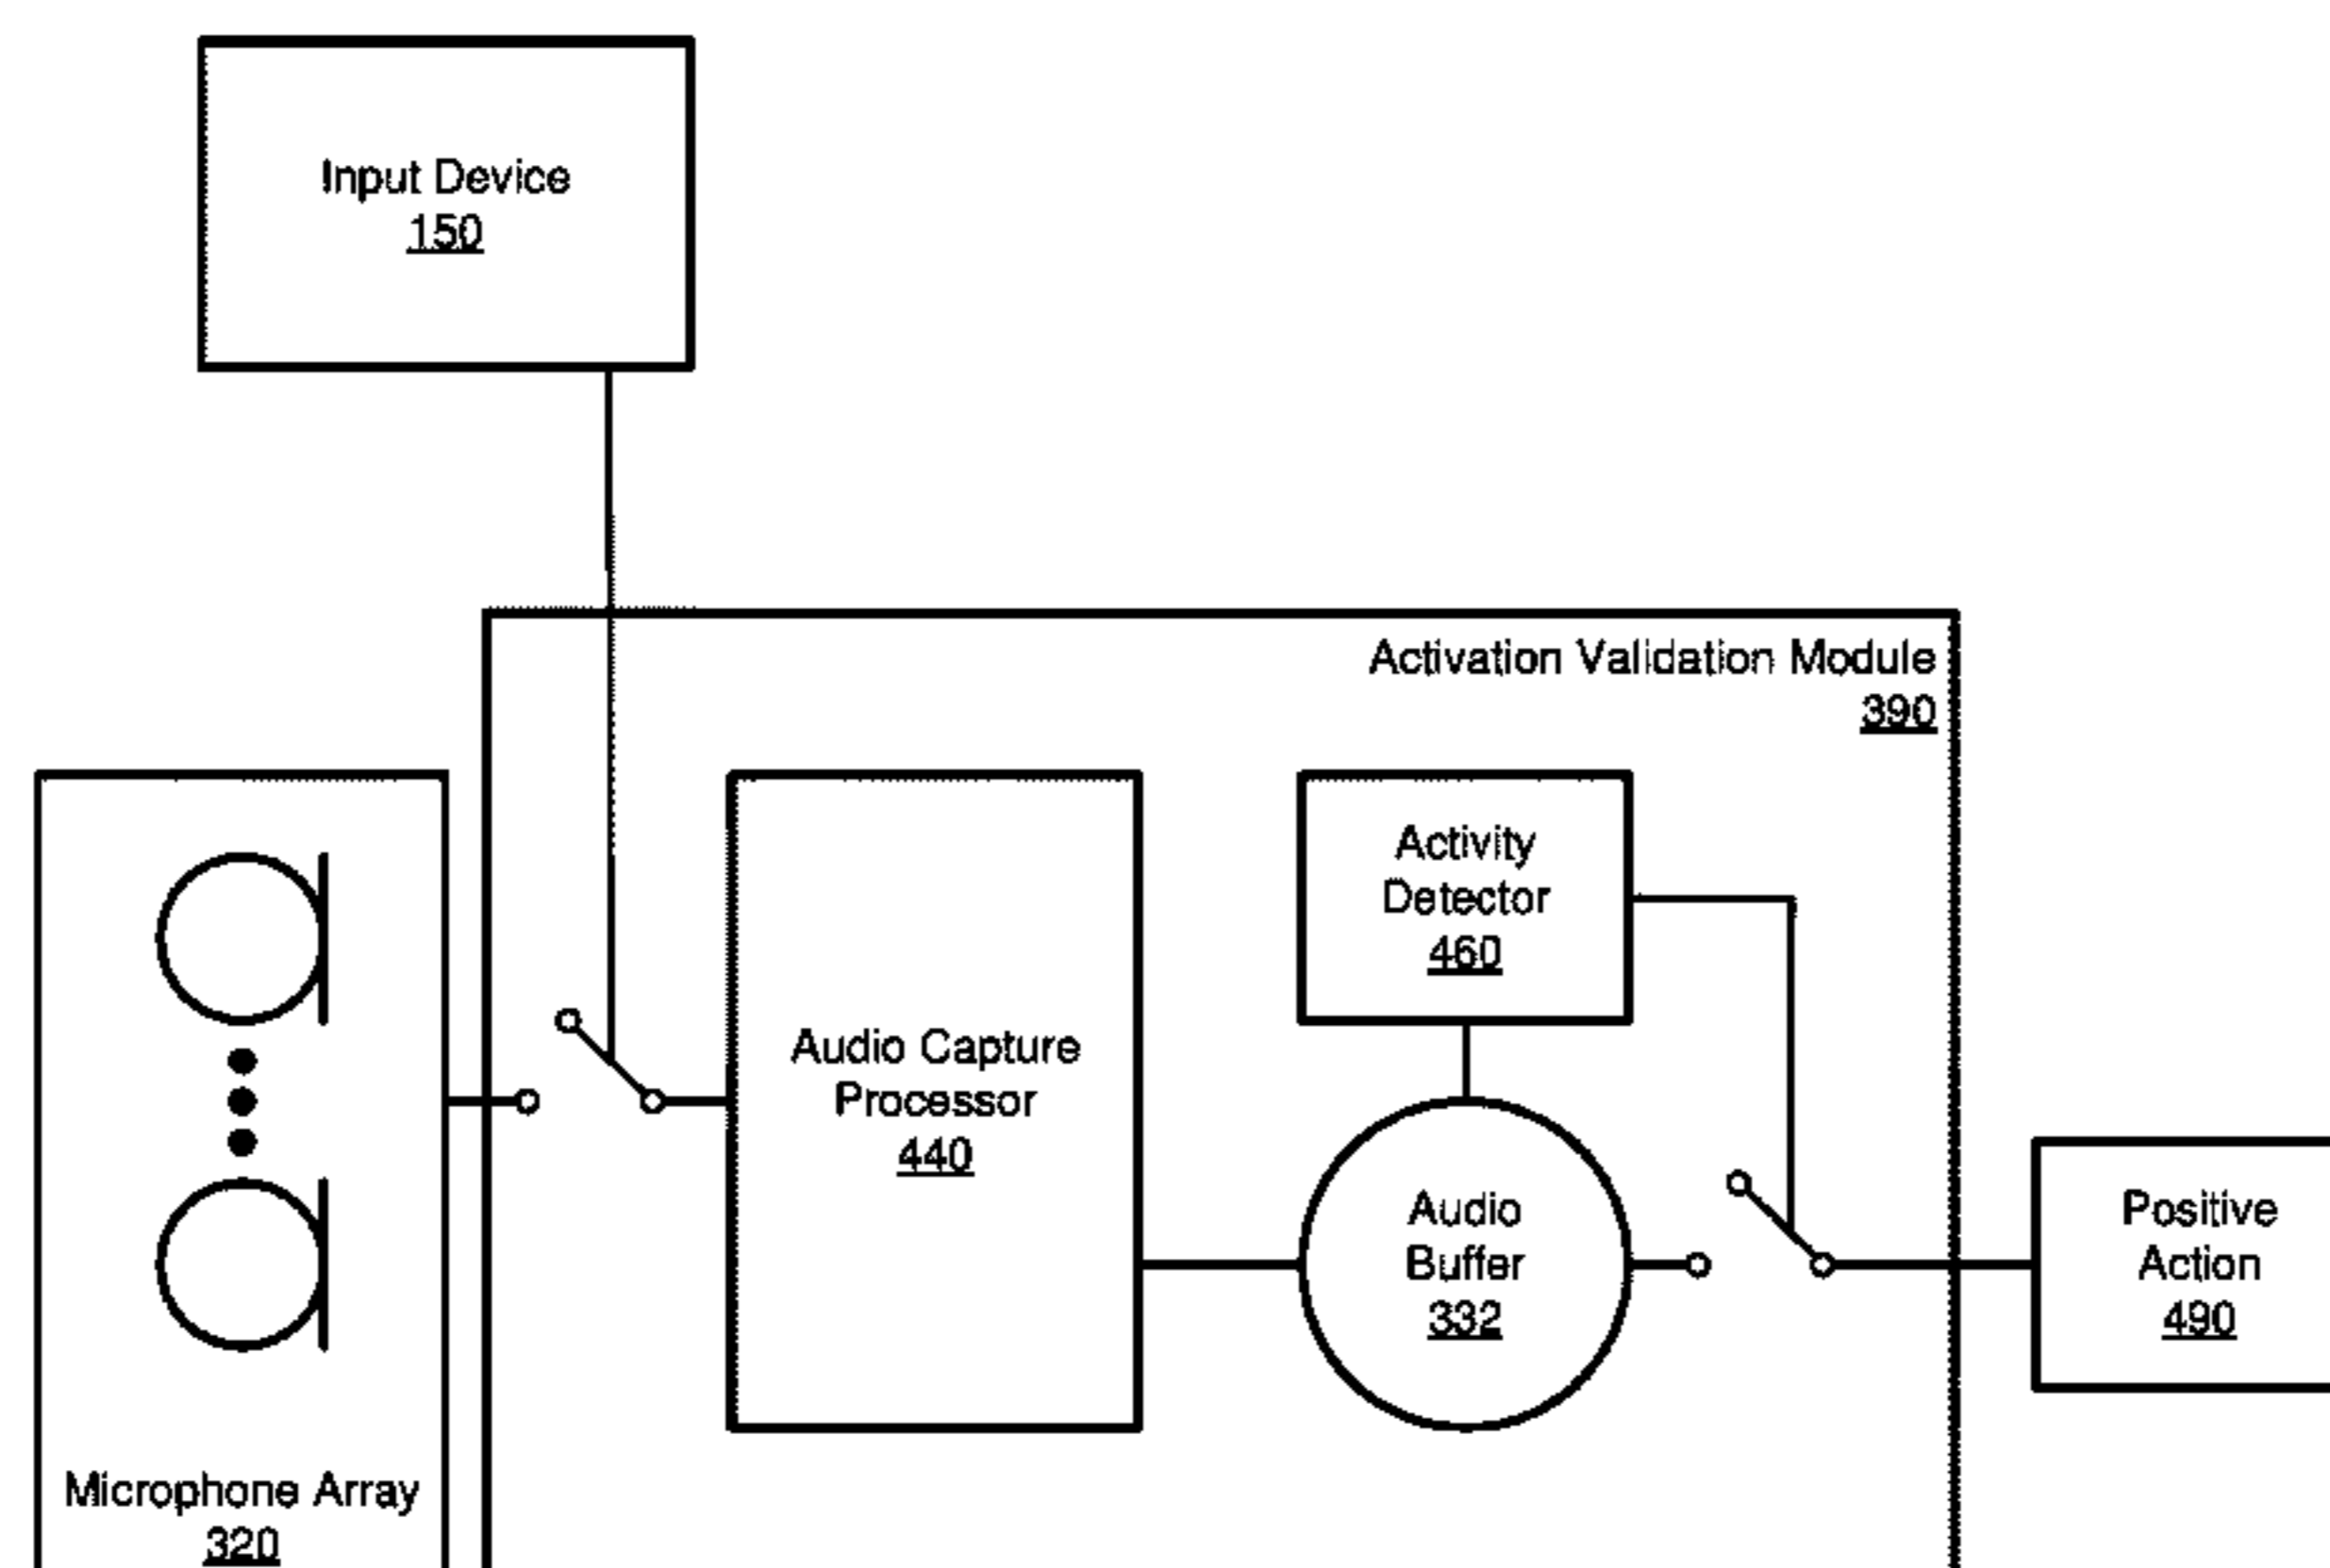 Input Device
150
Activation Validation Module
390
Activity
Detector
460
Audio Capture
Processor
440
Audio
Buffer
332
Positive
Action
490
Microphone Array
320